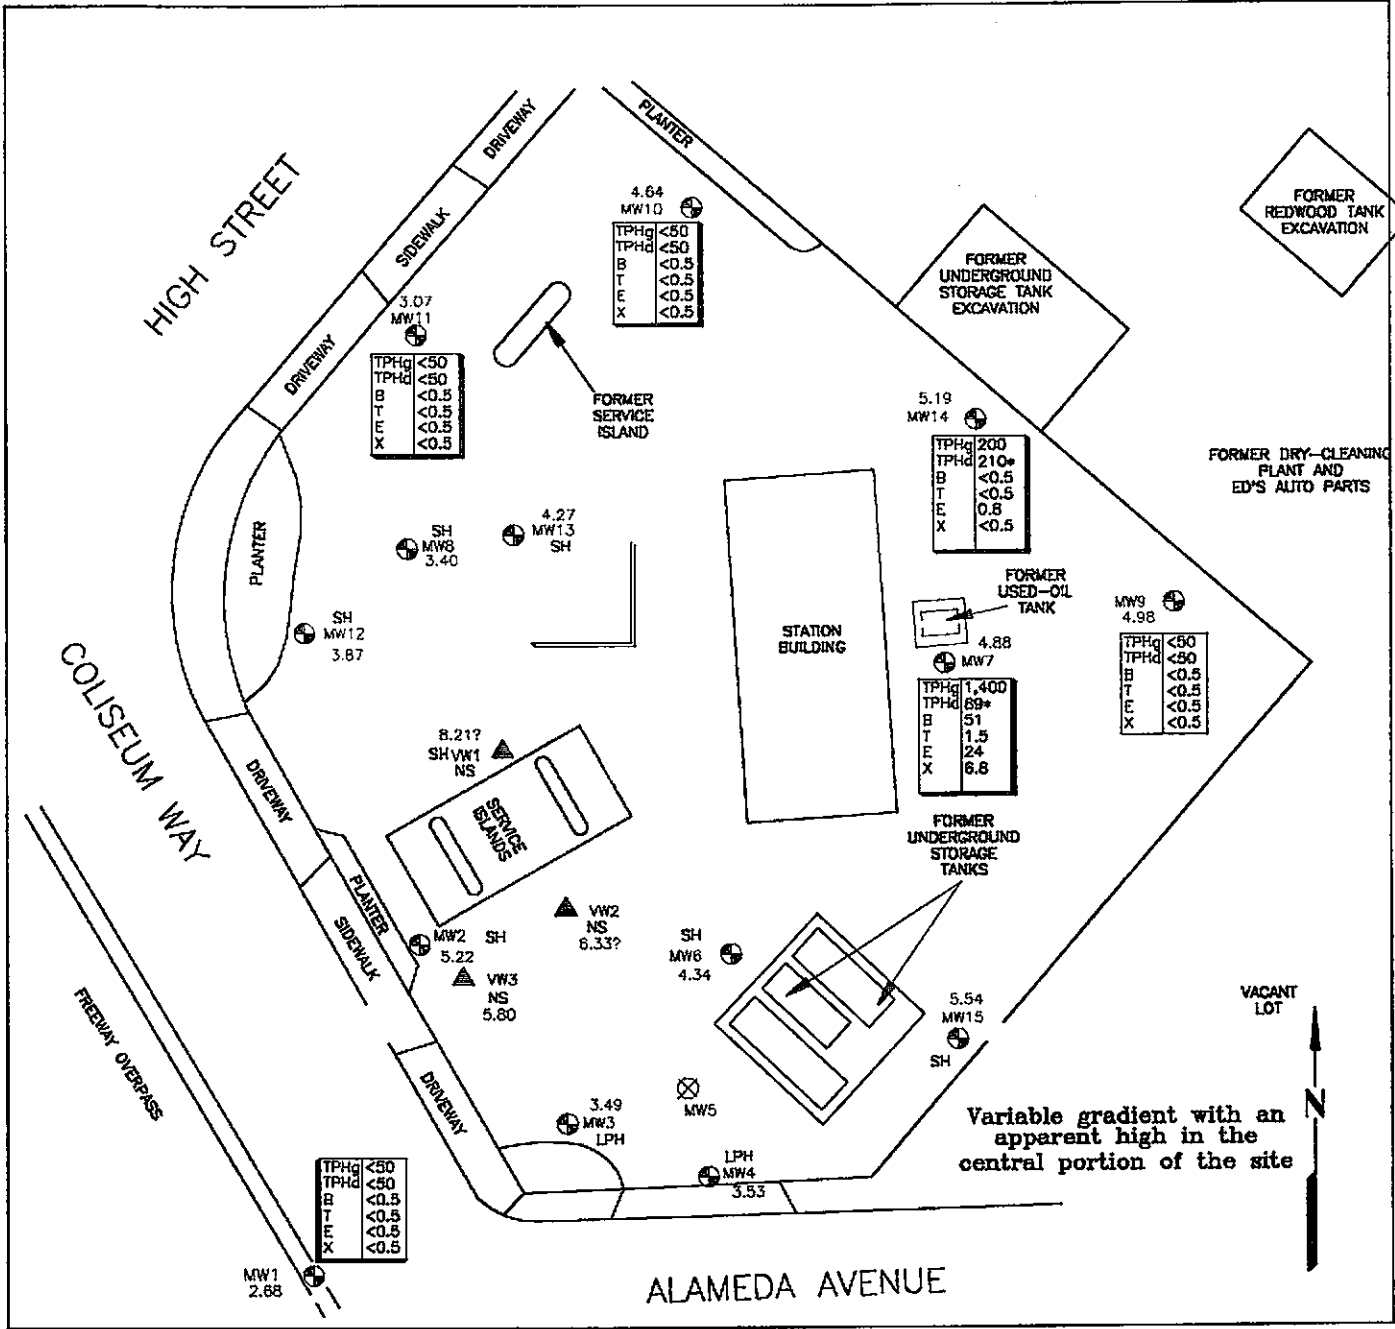 DRIVEWAY
PLANTER
SIDEWALK
HIGH STREET
DRIVEWAY
4.64
MW10
TPHg <50
TPHd <50
B <0.5
T <0.5
E <0.5
X <0.5
3.07
MW11
TPHg <50
TPHd <50
B <0.5
T <0.5
E <0.5
X <0.5
FORMER
SERVICE
ISLAND
FORMER
REDWOOD TANK
EXCAVATION
FORMER
UNDERGROUND
STORAGE TANK
EXCAVATION
5.19
MW14
TPHg 200
TPHd 210*
B <0.5
T <0.5
E 0.8
X <0.5
FORMER DRY-CLEANING
PLANT AND
ED'S AUTO PARTS
PLANTER
SH
MW8
3.40
4.27
MW13
SH
SH
MW12
3.87
STATION
BUILDING
FORMER
USED-OIL
TANK
4.88
MW7
TPHg 1,400
TPHd 89*
B 51
T 1.5
E 24
X 6.8
MW9
4.98
TPHg <50
TPHd <50
B <0.5
T <0.5
E <0.5
X <0.5
COLISEUM WAY
DRIVEWAY
8.21?
SH VW1
NS
SERVICE
ISLANDS
FORMER
UNDERGROUND
STORAGE
TANKS
PLANTER
SIDEWALK
MW2 SH
5.22
VW2
NS
6.33?
VW3
NS
5.80
SH
MW6
4.34
5.54
MW15
SH
VACANT
LOT
N
FREEWAY OVERPASS
DRIVEWAY
3.49
MW3
LPH
MW5
LPH
MW4
3.53
Variable gradient with an
apparent high in the
central portion of the site
TPHg <50
TPHd <50
B <0.5
T <0.5
E <0.5
X <0.5
MW1
2.68
ALAMEDA AVENUE